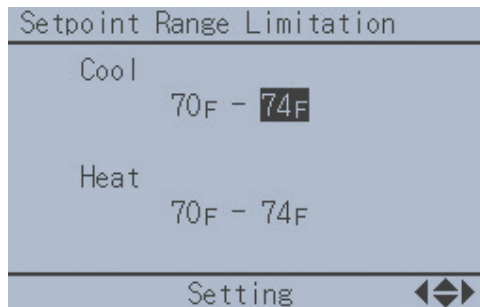 Setpoint Range Limitation
Cool
70F - 74F
Heat
70F - 74F
Setting